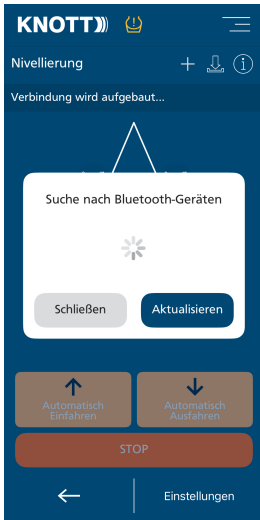 KNOTT
Nivellierung
Verbindung wird aufgebaut...
Suche nach Bluetooth-Geräten
Schließen Aktualisieren
Automatisch Automatisch
Einfahren Ausfahren
STOP
Einstellungen